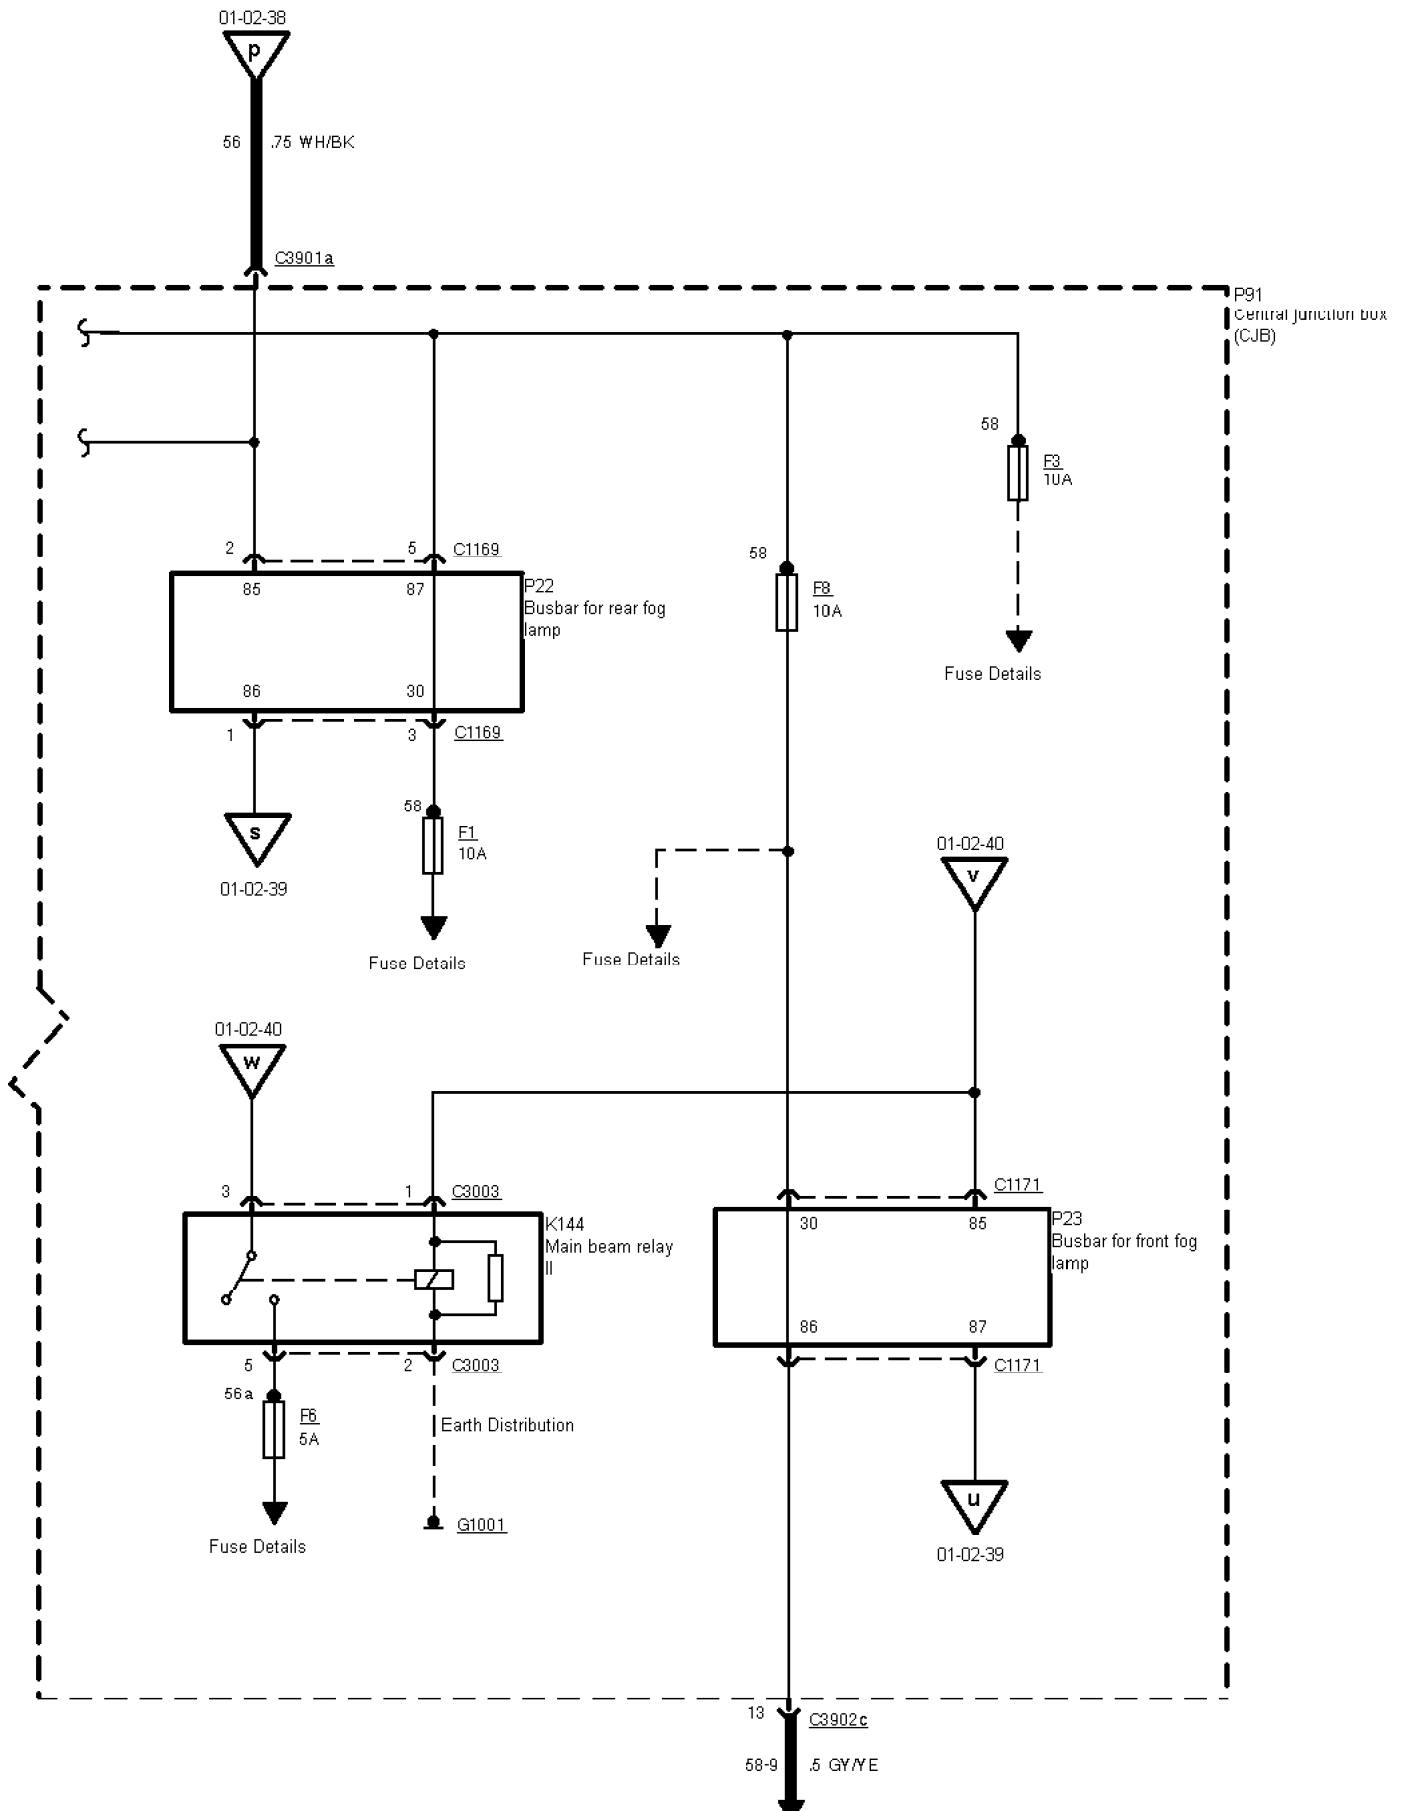 01-02-38
p
56 .75 WH/BK
C3901a
P91
Central junction box
(CJB)
58
F3
10A
Fuse Details
58
F8
10A
2 5 C1169
85 87
P22
Busbar for rear fog
lamp
86 30
1 3 C1169
s
01-02-39
58
F1
10A
Fuse Details
Fuse Details
01-02-40
v
01-02-40
w
3 1 C3003
K144
Main beam relay
II
5 2 C3003
56a
F6
5A
Fuse Details
Earth Distribution
G1001
C1171
30 85
P23
Busbar for front fog
lamp
86 87
C1171
u
01-02-39
13 C3902c
58-9 .5 GY/YE